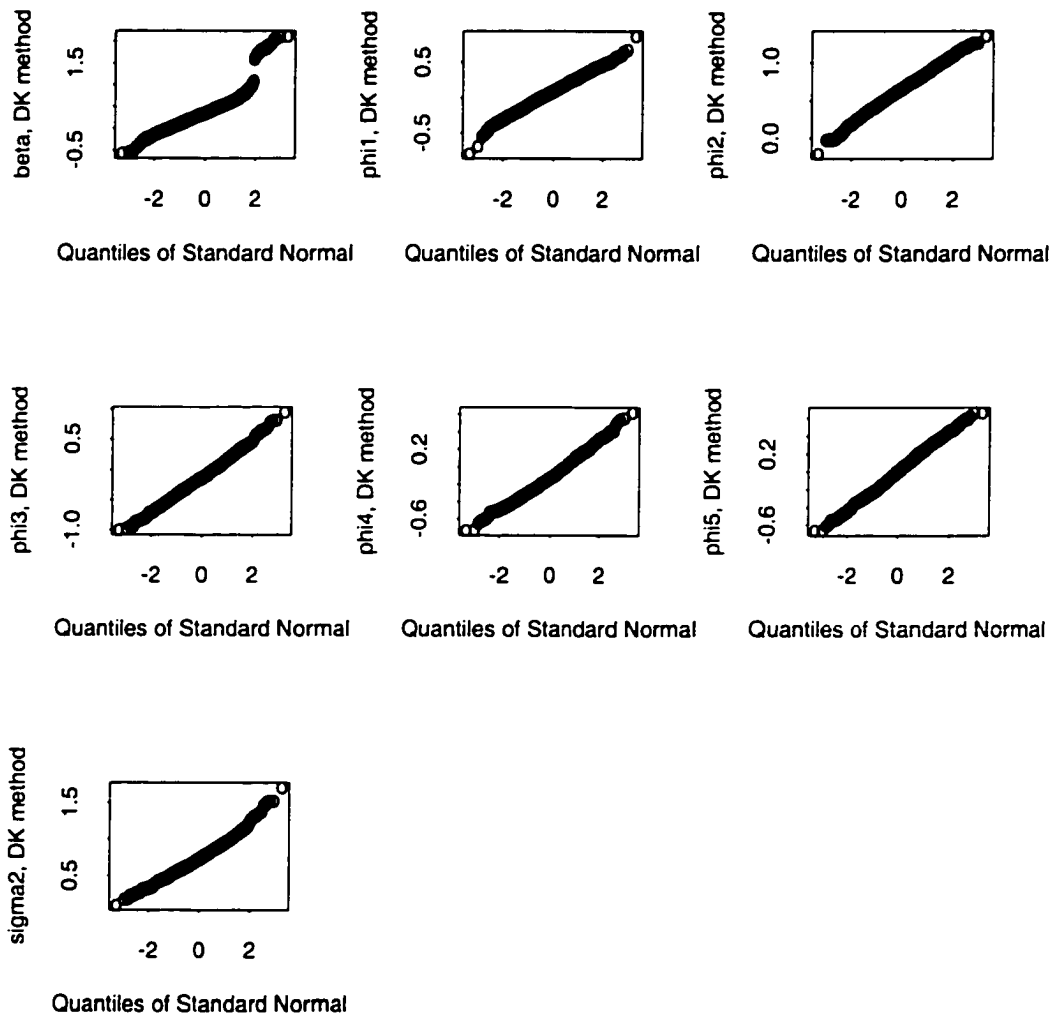 beta, DK method
-0.5 1.5
-2 0 2
Quantiles of Standard Normal
phi1, DK method
-0.5 0.5
-2 0 2
Quantiles of Standard Normal
phi2, DK method
0.0 1.0
-2 0 2
Quantiles of Standard Normal
phi3, DK method
-1.0 0.5
-2 0 2
Quantiles of Standard Normal
phi4, DK method
-0.6 0.2
-2 0 2
Quantiles of Standard Normal
phi5, DK method
-0.6 0.2
-2 0 2
Quantiles of Standard Normal
sigma2, DK method
0.5 1.5
-2 0 2
Quantiles of Standard Normal